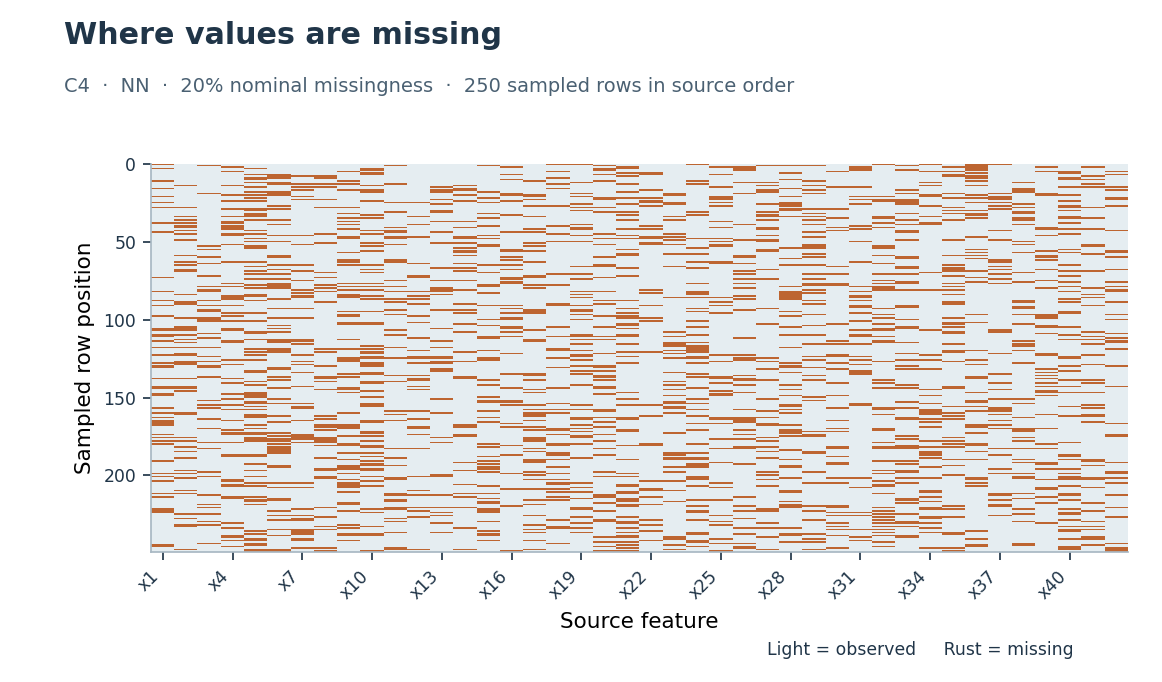 Where values are missing
C4 · NN · 20% nominal missingness · 250 sampled rows in source order
0
50
100
150
200
Sampled row position
x1 x4 x7 x10 x13 x16 x19 x22 x25 x28 x31 x34 x37 x40
Source feature
Light = observed Rust = missing